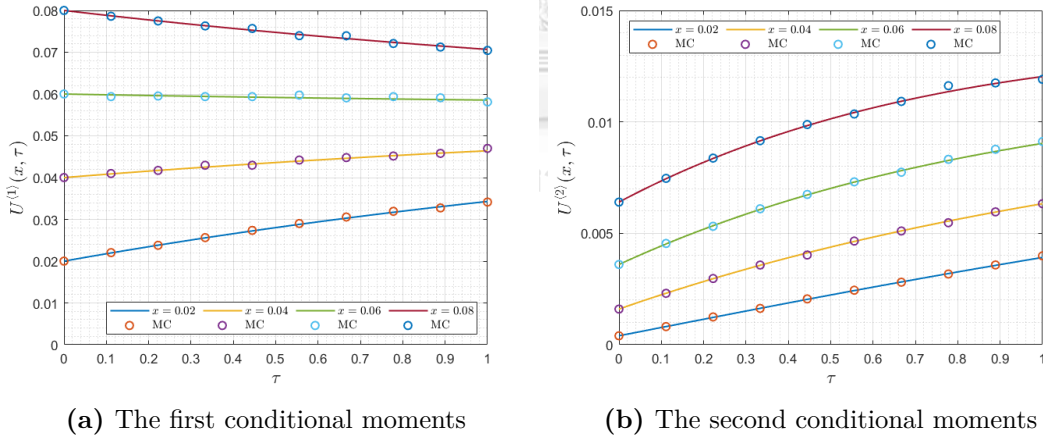 0.08
0.07
0.06
0.05
0.04
0.03
0.02
0.01
0
U⟨1⟩(x, τ)
x = 0.02 x = 0.04 x = 0.06 x = 0.08
MC MC MC MC
0 0.1 0.2 0.3 0.4 0.5 0.6 0.7 0.8 0.9 1
τ
(a) The first conditional moments
0.015
0.01
0.005
0
U⟨2⟩(x, τ)
x = 0.02 x = 0.04 x = 0.06 x = 0.08
MC MC MC MC
0 0.1 0.2 0.3 0.4 0.5 0.6 0.7 0.8 0.9 1
τ
(b) The second conditional moments